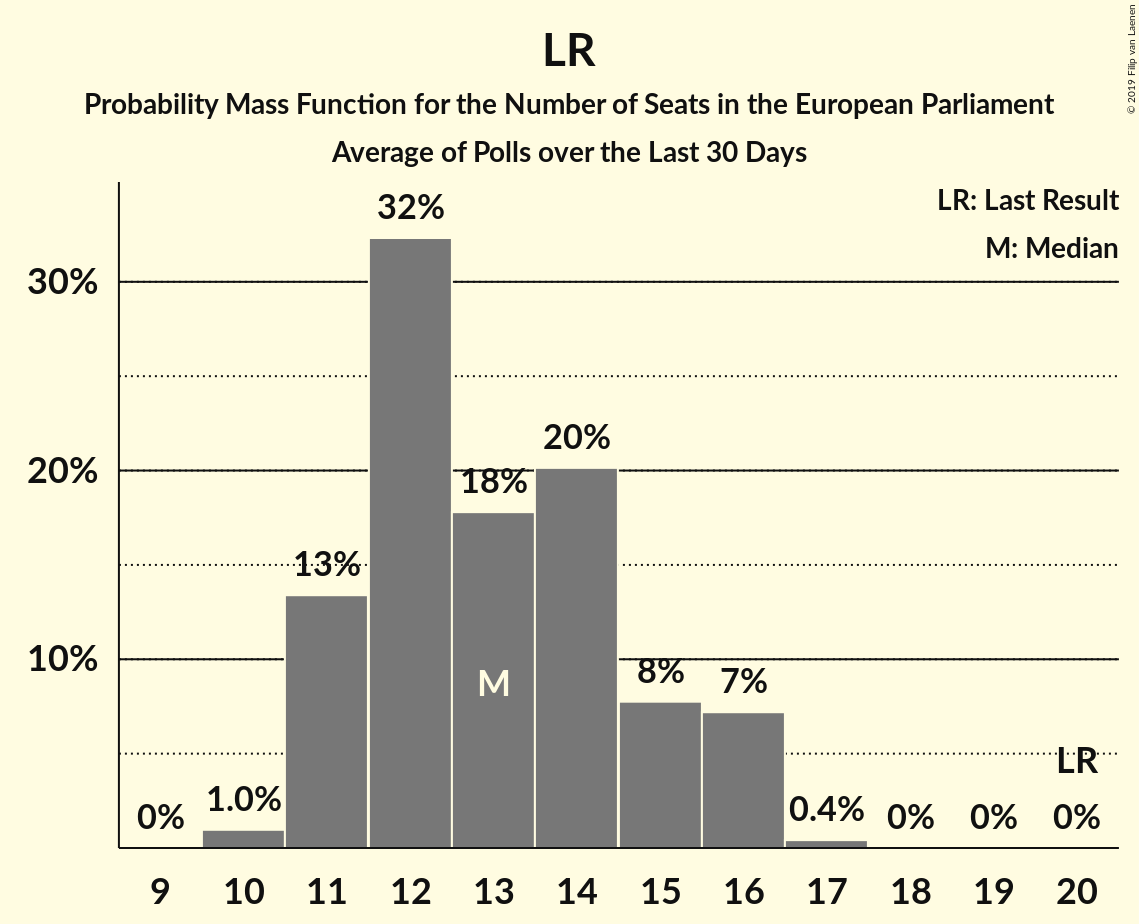 LR
Probability Mass Function for the Number of Seats in the European Parliament
Average of Polls over the Last 30 Days
© 2019 Filip van Laenen
LR: Last Result
M: Median
30%
20%
10%
0%
1.0%
13%
32%
18%
20%
8%
7%
0.4%
0%
0%
0%
M
LR
9 10 11 12 13 14 15 16 17 18 19 20